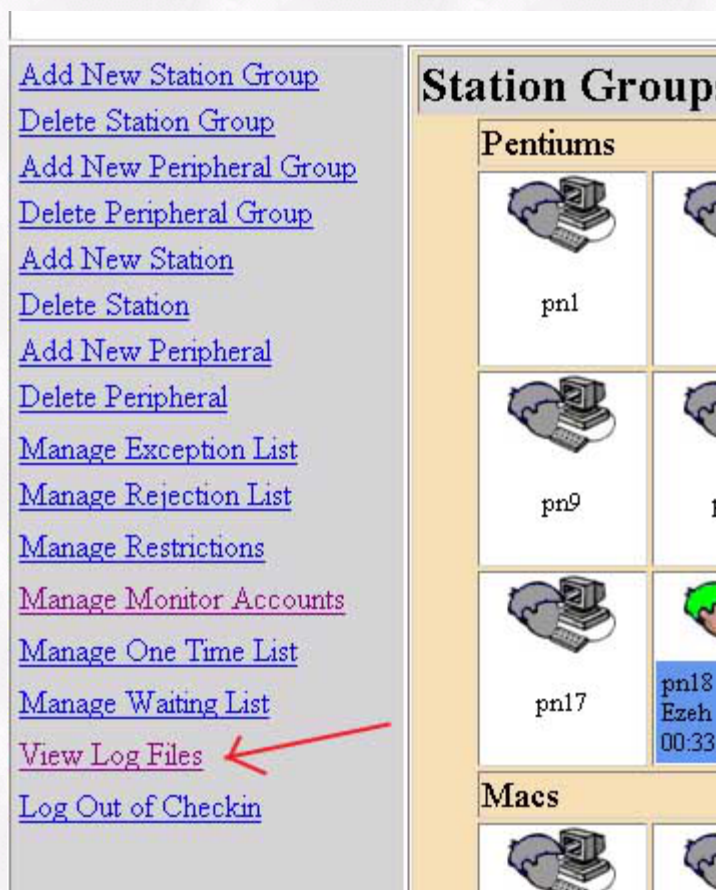 Add New Station Group
Delete Station Group
Add New Peripheral Group
Delete Peripheral Group
Add New Station
Delete Station
Add New Peripheral
Delete Peripheral
Manage Exception List
Manage Rejection List
Manage Restrictions
Manage Monitor Accounts
Manage One Time List
Manage Waiting List
View Log Files
Log Out of Checkin
Station Group
Pentiums
pn1
pn9
pn17
pn18
Ezeh
00:33
Macs